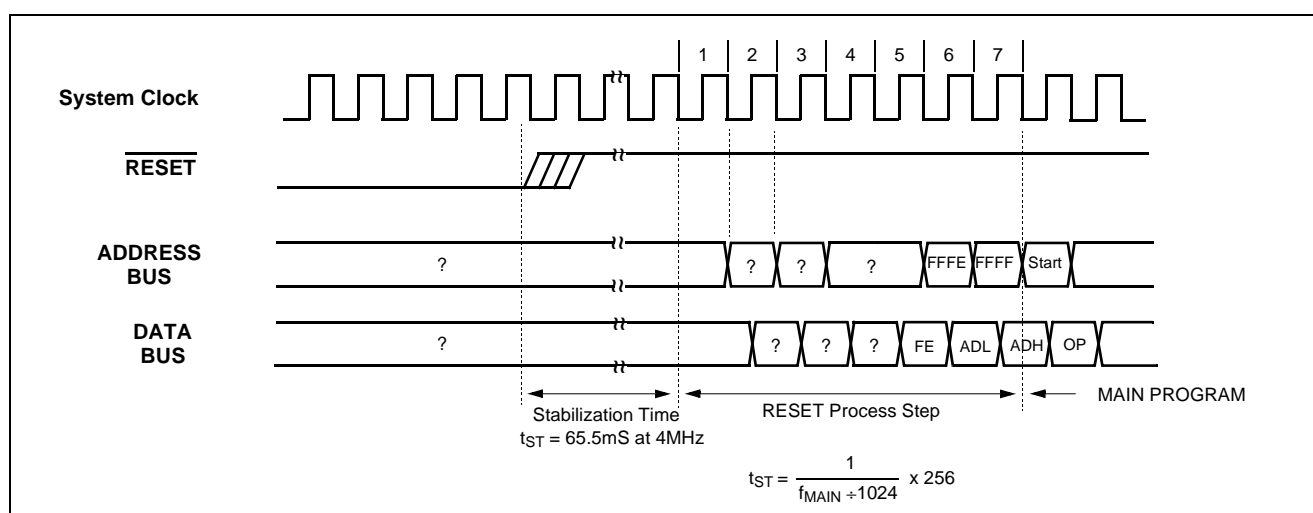 1 2 3 4 5 6 7
System Clock
RESET
ADDRESS
BUS
? ? ? ? FFFE FFFF Start
DATA
BUS
? ? ? ? FE ADL ADH OP
Stabilization Time
tST = 65.5mS at 4MHz
RESET Process Step
MAIN PROGRAM
tST = 1 / fMAIN ÷1024 x 256